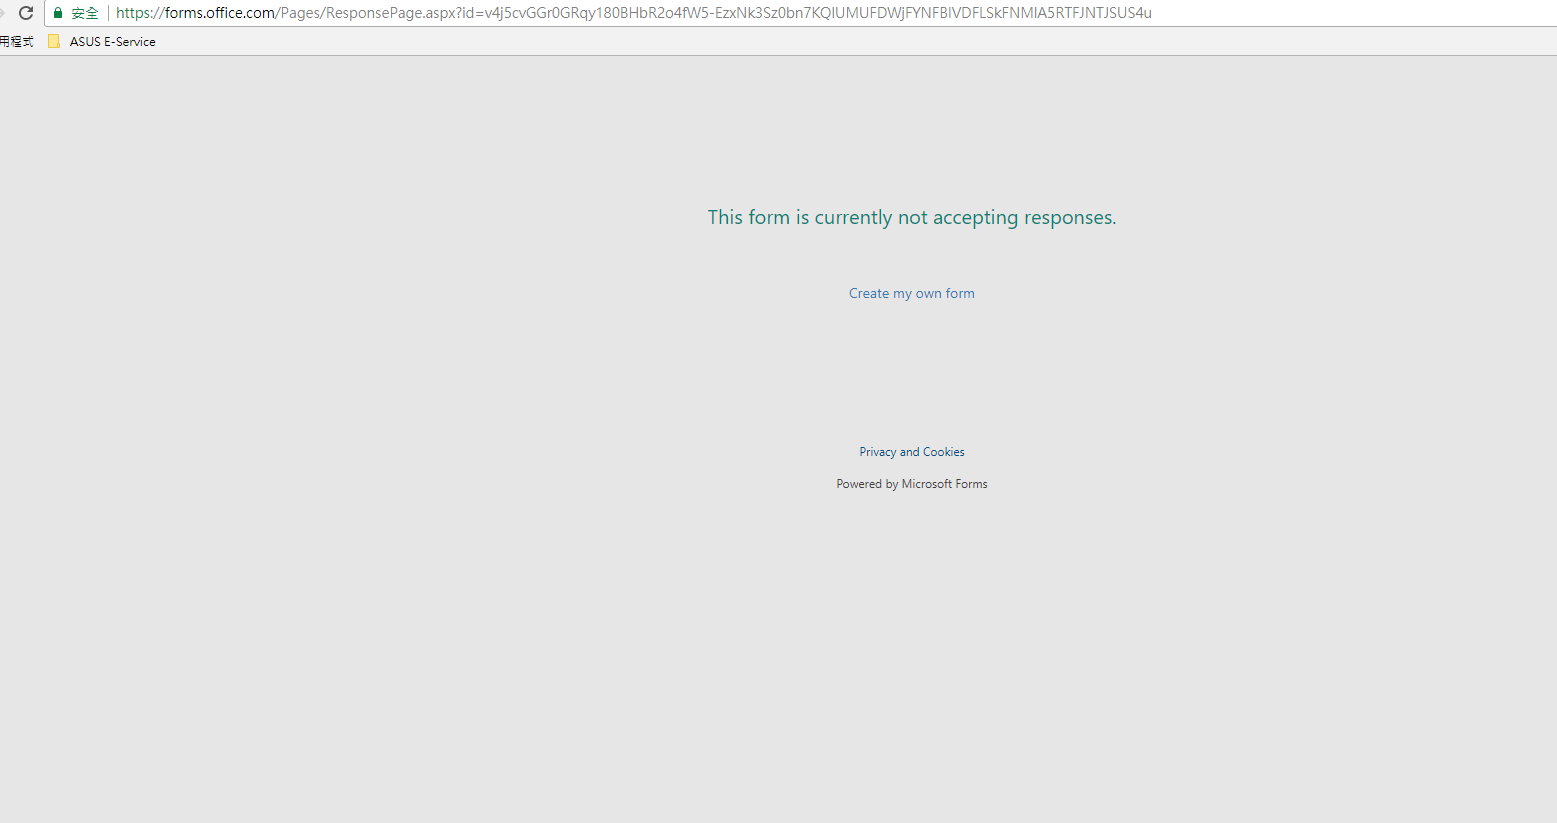 安全 https://forms.office.com/Pages/ResponsePage.aspx?id=v4j5cvGGr0GRqy180BHbR2o4fW5-EzxNk3Sz0bn7KQIUMUFDWjFYNFBIVDFLSkFNMlA5RTFJNTJSUS4u
用程式 ASUS E-Service
This form is currently not accepting responses.
Create my own form
Privacy and Cookies
Powered by Microsoft Forms